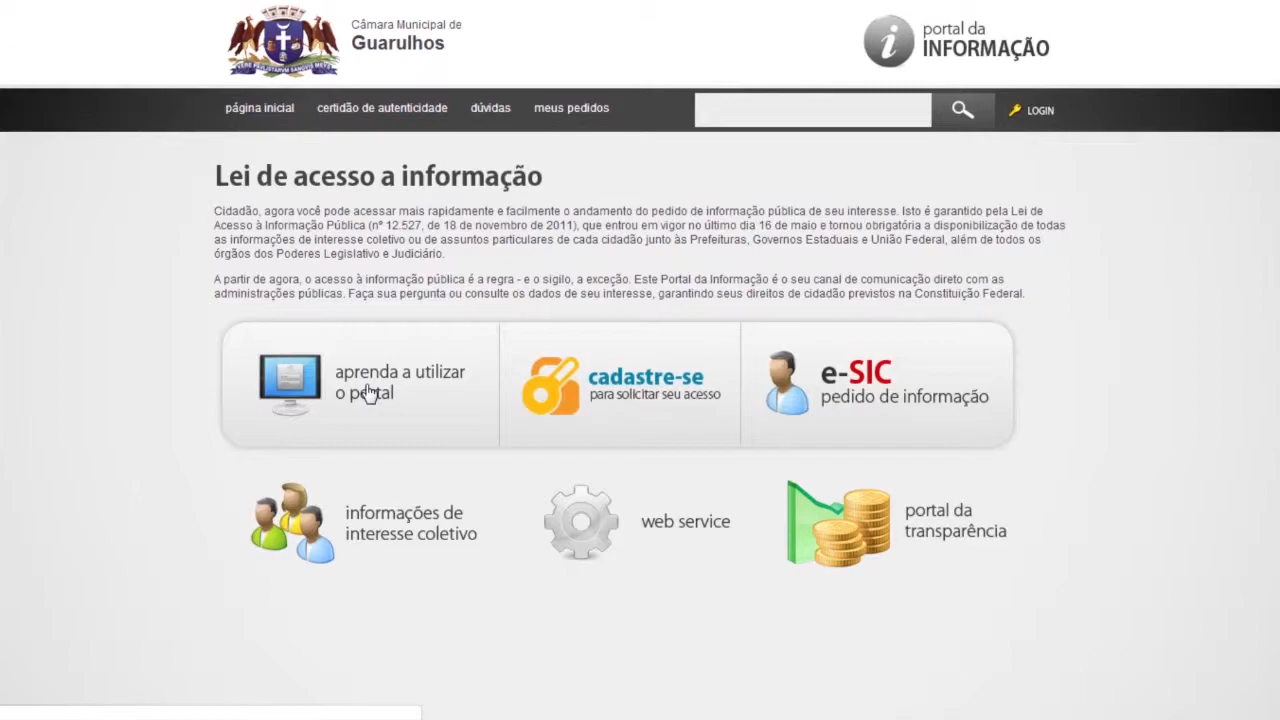 Câmara Municipal de
Guarulhos
portal da
INFORMAÇÃO
página inicial certidão de autenticidade dúvidas meus pedidos LOGIN
Lei de acesso a informação
Cidadão, agora você pode acessar mais rapidamente e facilmente o andamento do pedido de informação pública de seu interesse. Isto é garantido pela Lei de
Acesso à Informação Pública (nº 12.527, de 18 de novembro de 2011), que entrou em vigor no último dia 16 de maio e tornou obrigatória a disponibilização de todas
as informações de interesse coletivo ou de assuntos particulares de cada cidadão junto às Prefeituras, Governos Estaduais e União Federal, além de todos os
órgãos dos Poderes Legislativo e Judiciário.
A partir de agora, o acesso à informação pública é a regra - e o sigilo, a exceção. Este Portal da Informação é o seu canal de comunicação direto com as
administrações públicas. Faça sua pergunta ou consulte os dados de seu interesse, garantindo seus direitos de cidadão previstos na Constituição Federal.
aprenda a utilizar
o portal
cadastre-se
para solicitar seu acesso
e-SIC
pedido de informação
informações de
interesse coletivo
web service
portal da
transparência